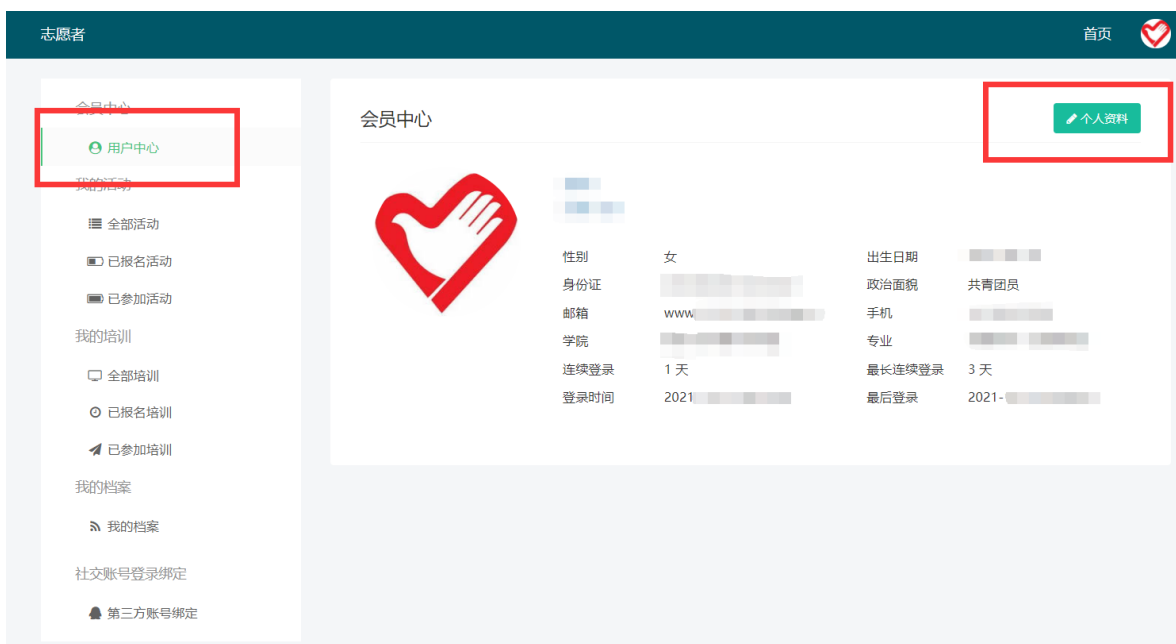 志愿者
首页
会员中心
用户中心
我的活动
全部活动
已报名活动
已参加活动
我的培训
全部培训
已报名培训
已参加培训
我的档案
我的档案
社交账号登录绑定
第三方账号绑定
会员中心
个人资料
性别 女 出生日期
身份证 政治面貌 共青团员
邮箱 www 手机
学院 专业
连续登录 1 天 最长连续登录 3 天
登录时间 2021 最后登录 2021-